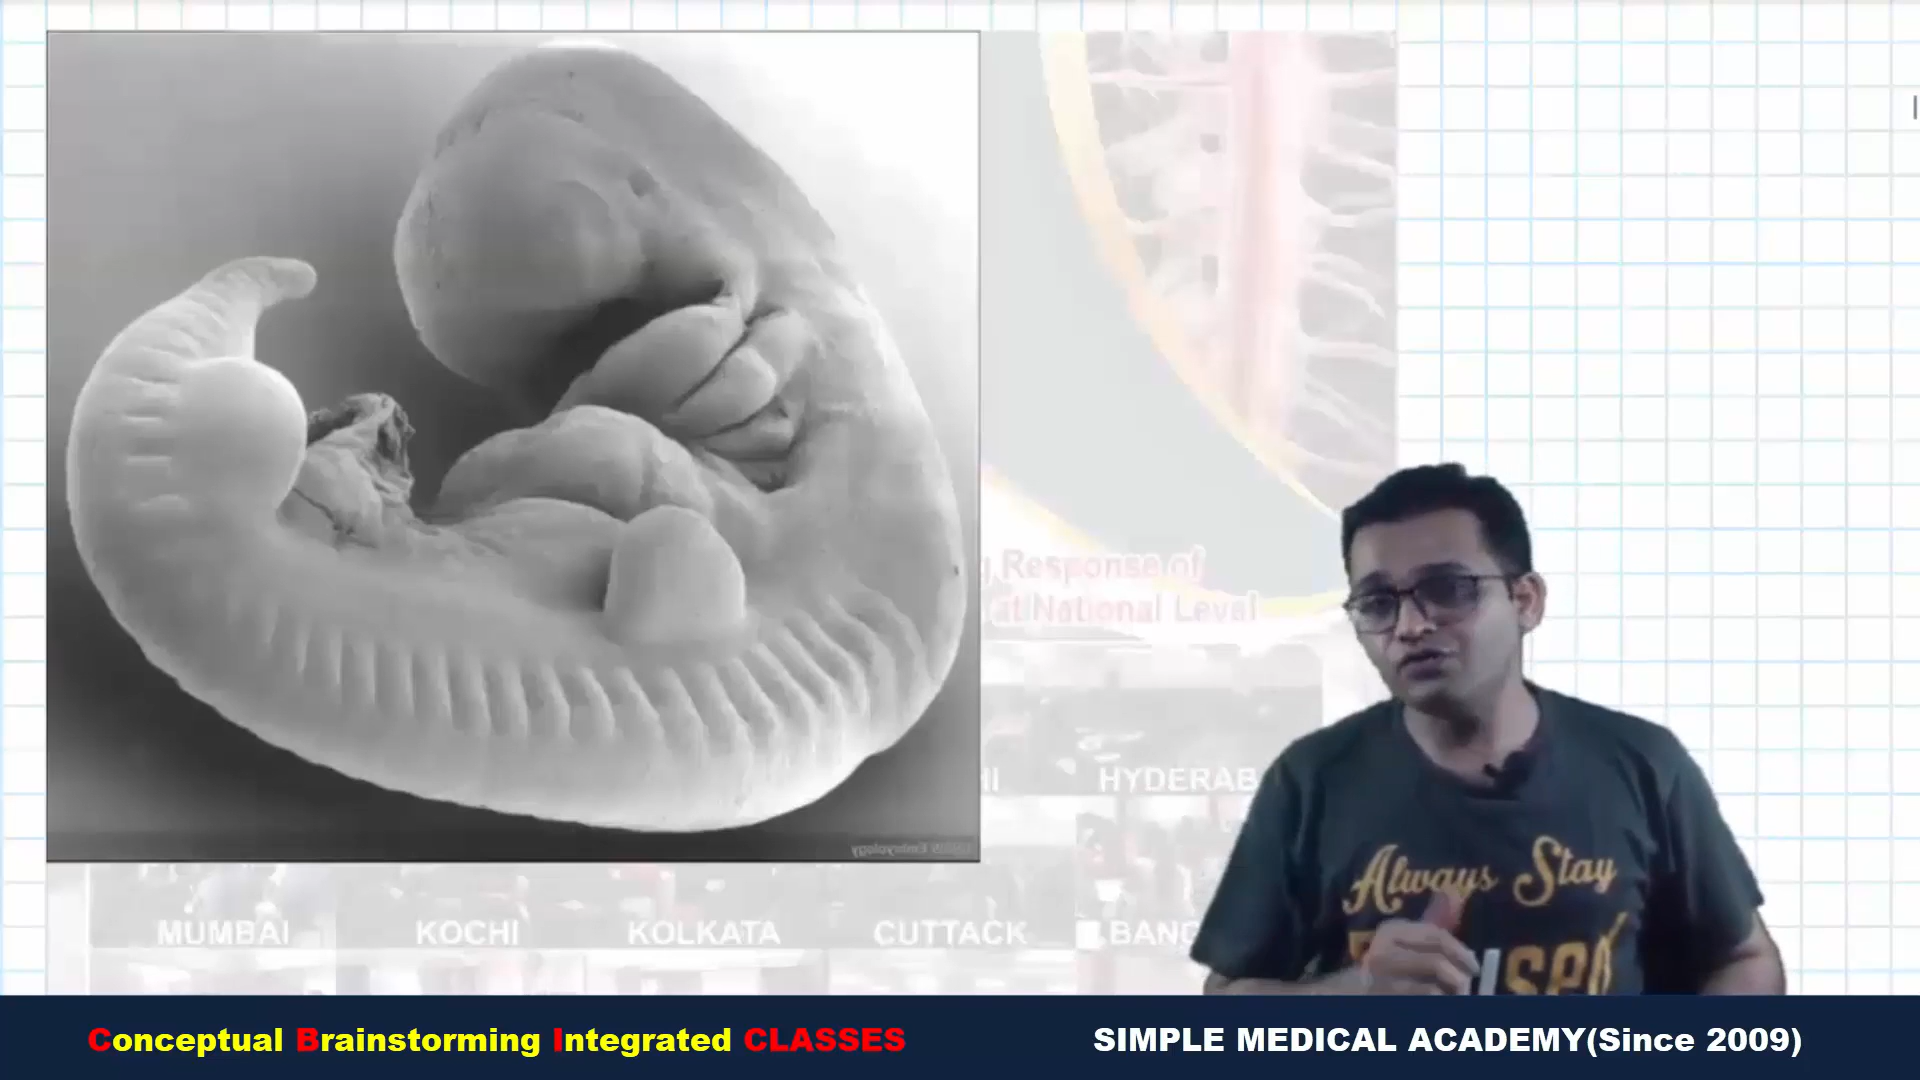 g Response of
at National Level
HI
HYDERAB
MUMBAI
KOCHI
KOLKATA
CUTTACK
BANG
Always Stay
Conceptual Brainstorming Integrated CLASSES
SIMPLE MEDICAL ACADEMY(Since 2009)